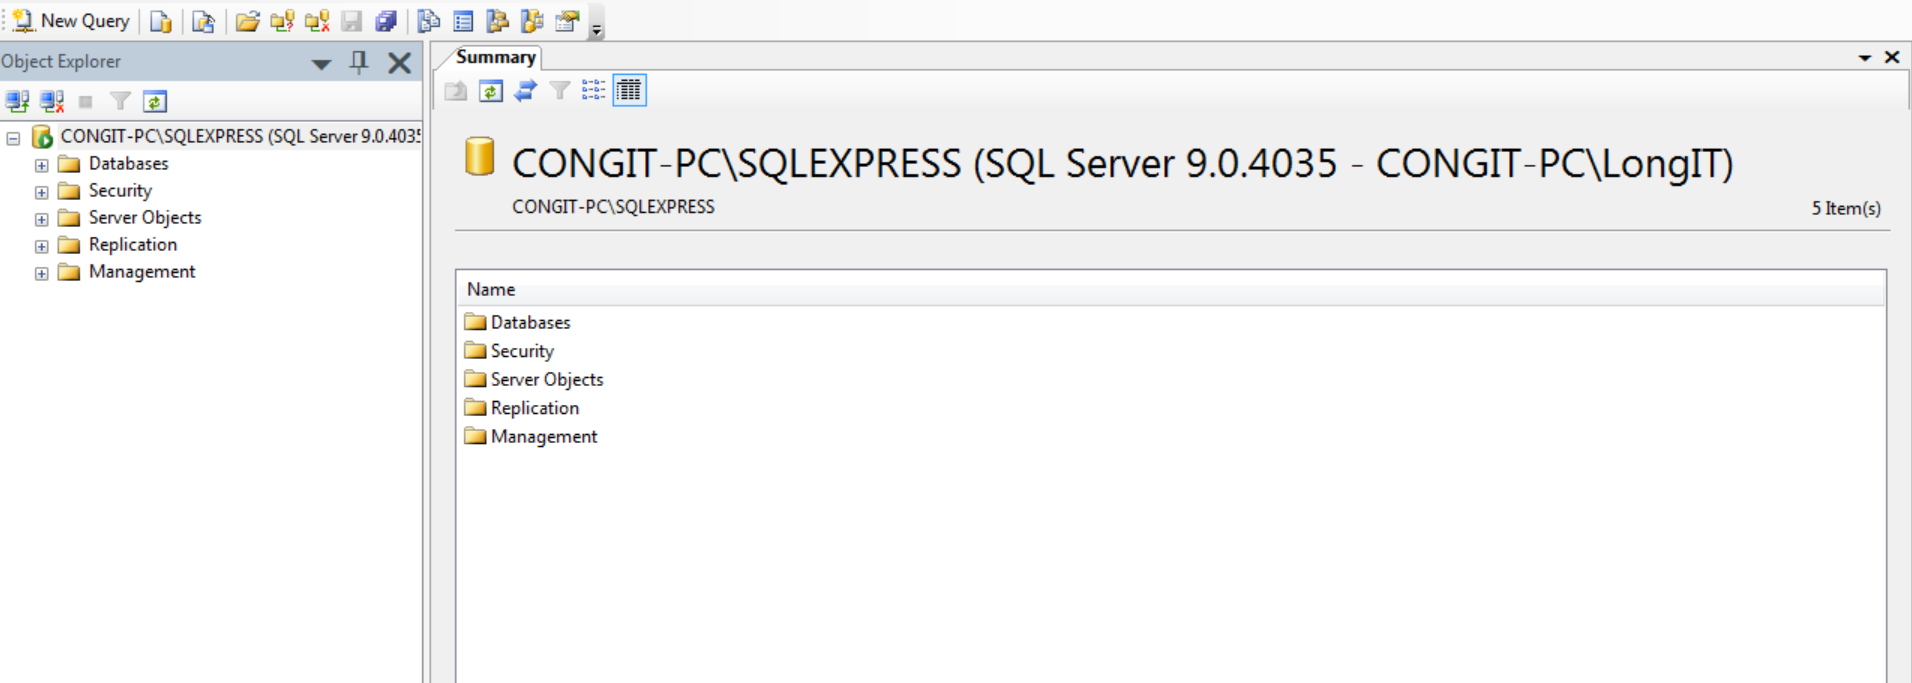 New Query
Object Explorer
CONGIT-PC\SQLEXPRESS (SQL Server 9.0.4035
Databases
Security
Server Objects
Replication
Management
Summary
CONGIT-PC\SQLEXPRESS (SQL Server 9.0.4035 - CONGIT-PC\LongIT)
CONGIT-PC\SQLEXPRESS
5 Item(s)
Name
Databases
Security
Server Objects
Replication
Management